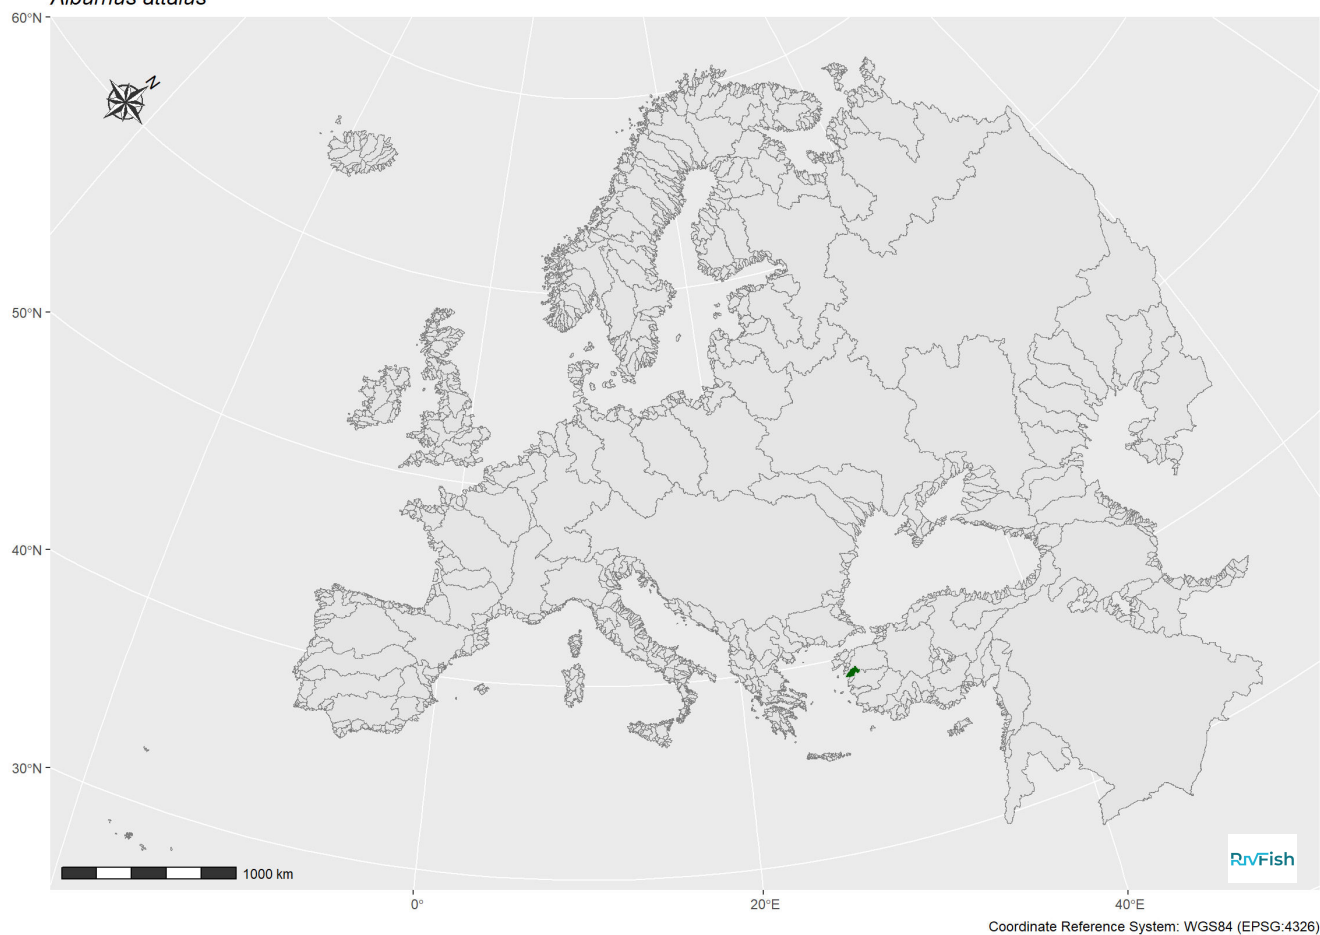 Alburnus attalus
60°N
N
50°N
40°N
30°N
1000 km
RivFish
0°
20°E
40°E
Coordinate Reference System: WGS84 (EPSG:4326)